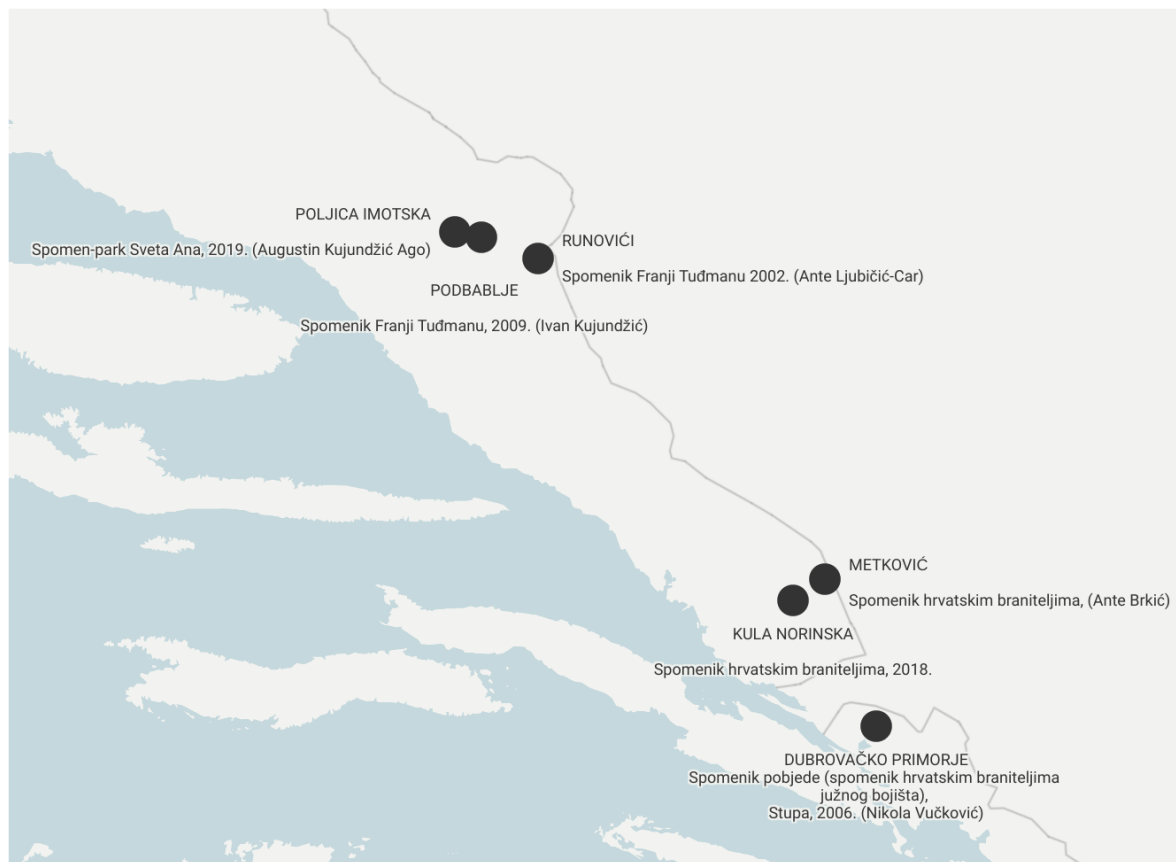 POLJICA IMOTSKA
Spomen-park Sveta Ana, 2019. (Augustin Kujundžić Ago)
RUNOVIĆI
Spomenik Franji Tuđmanu 2002. (Ante Ljubičić-Car)
PODBABLJE
Spomenik Franji Tuđmanu, 2009. (Ivan Kujundžić)
METKOVIĆ
Spomenik hrvatskim braniteljima, (Ante Brkić)
KULA NORINSKA
Spomenik hrvatskim braniteljima, 2018.
DUBROVAČKO PRIMORJE
Spomenik pobjede (spomenik hrvatskim braniteljima
južnog bojišta),
Stupa, 2006. (Nikola Vučković)